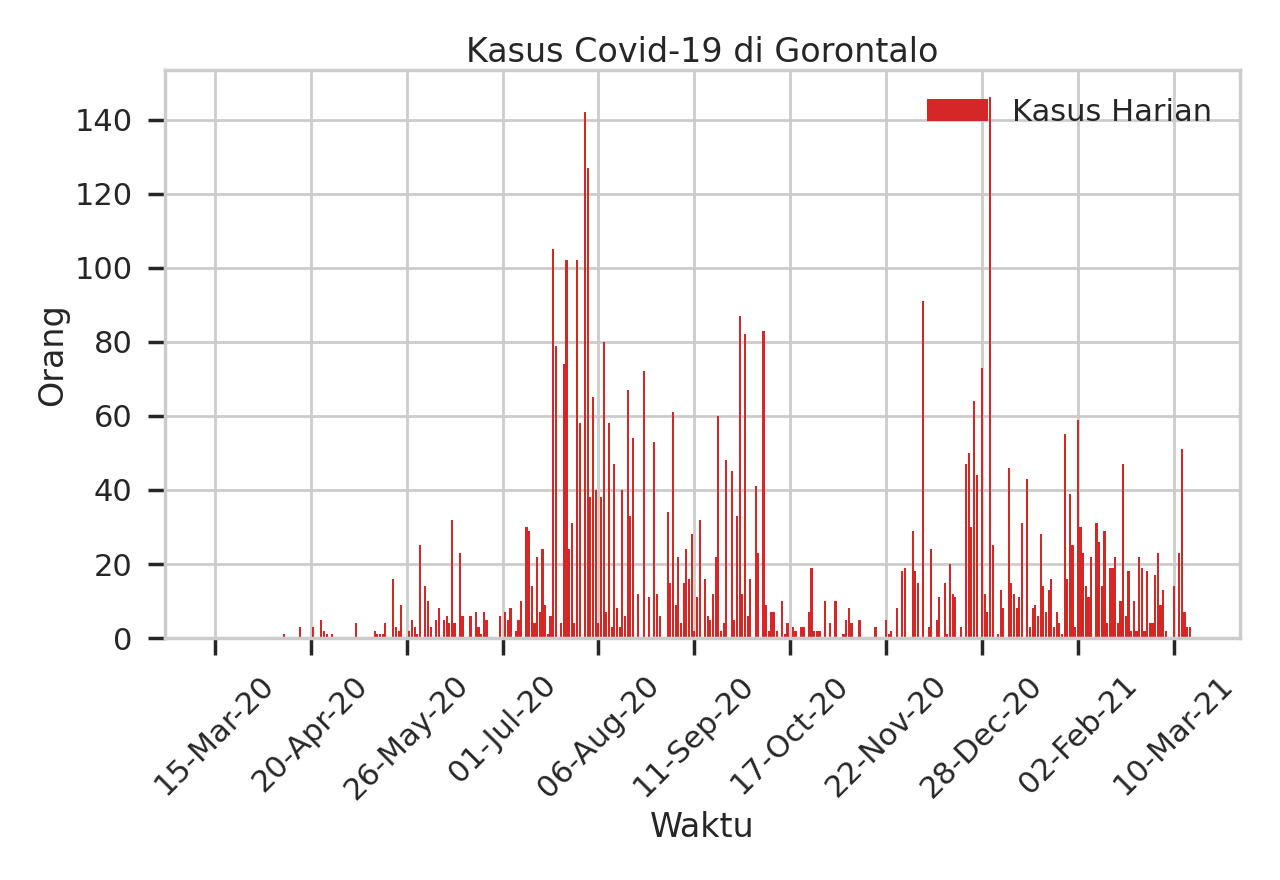 Kasus Covid-19 di Gorontalo
Kasus Harian
Orang
140
120
100
80
60
40
20
0
15-Mar-20
20-Apr-20
26-May-20
01-Jul-20
06-Aug-20
11-Sep-20
17-Oct-20
22-Nov-20
28-Dec-20
02-Feb-21
10-Mar-21
Waktu